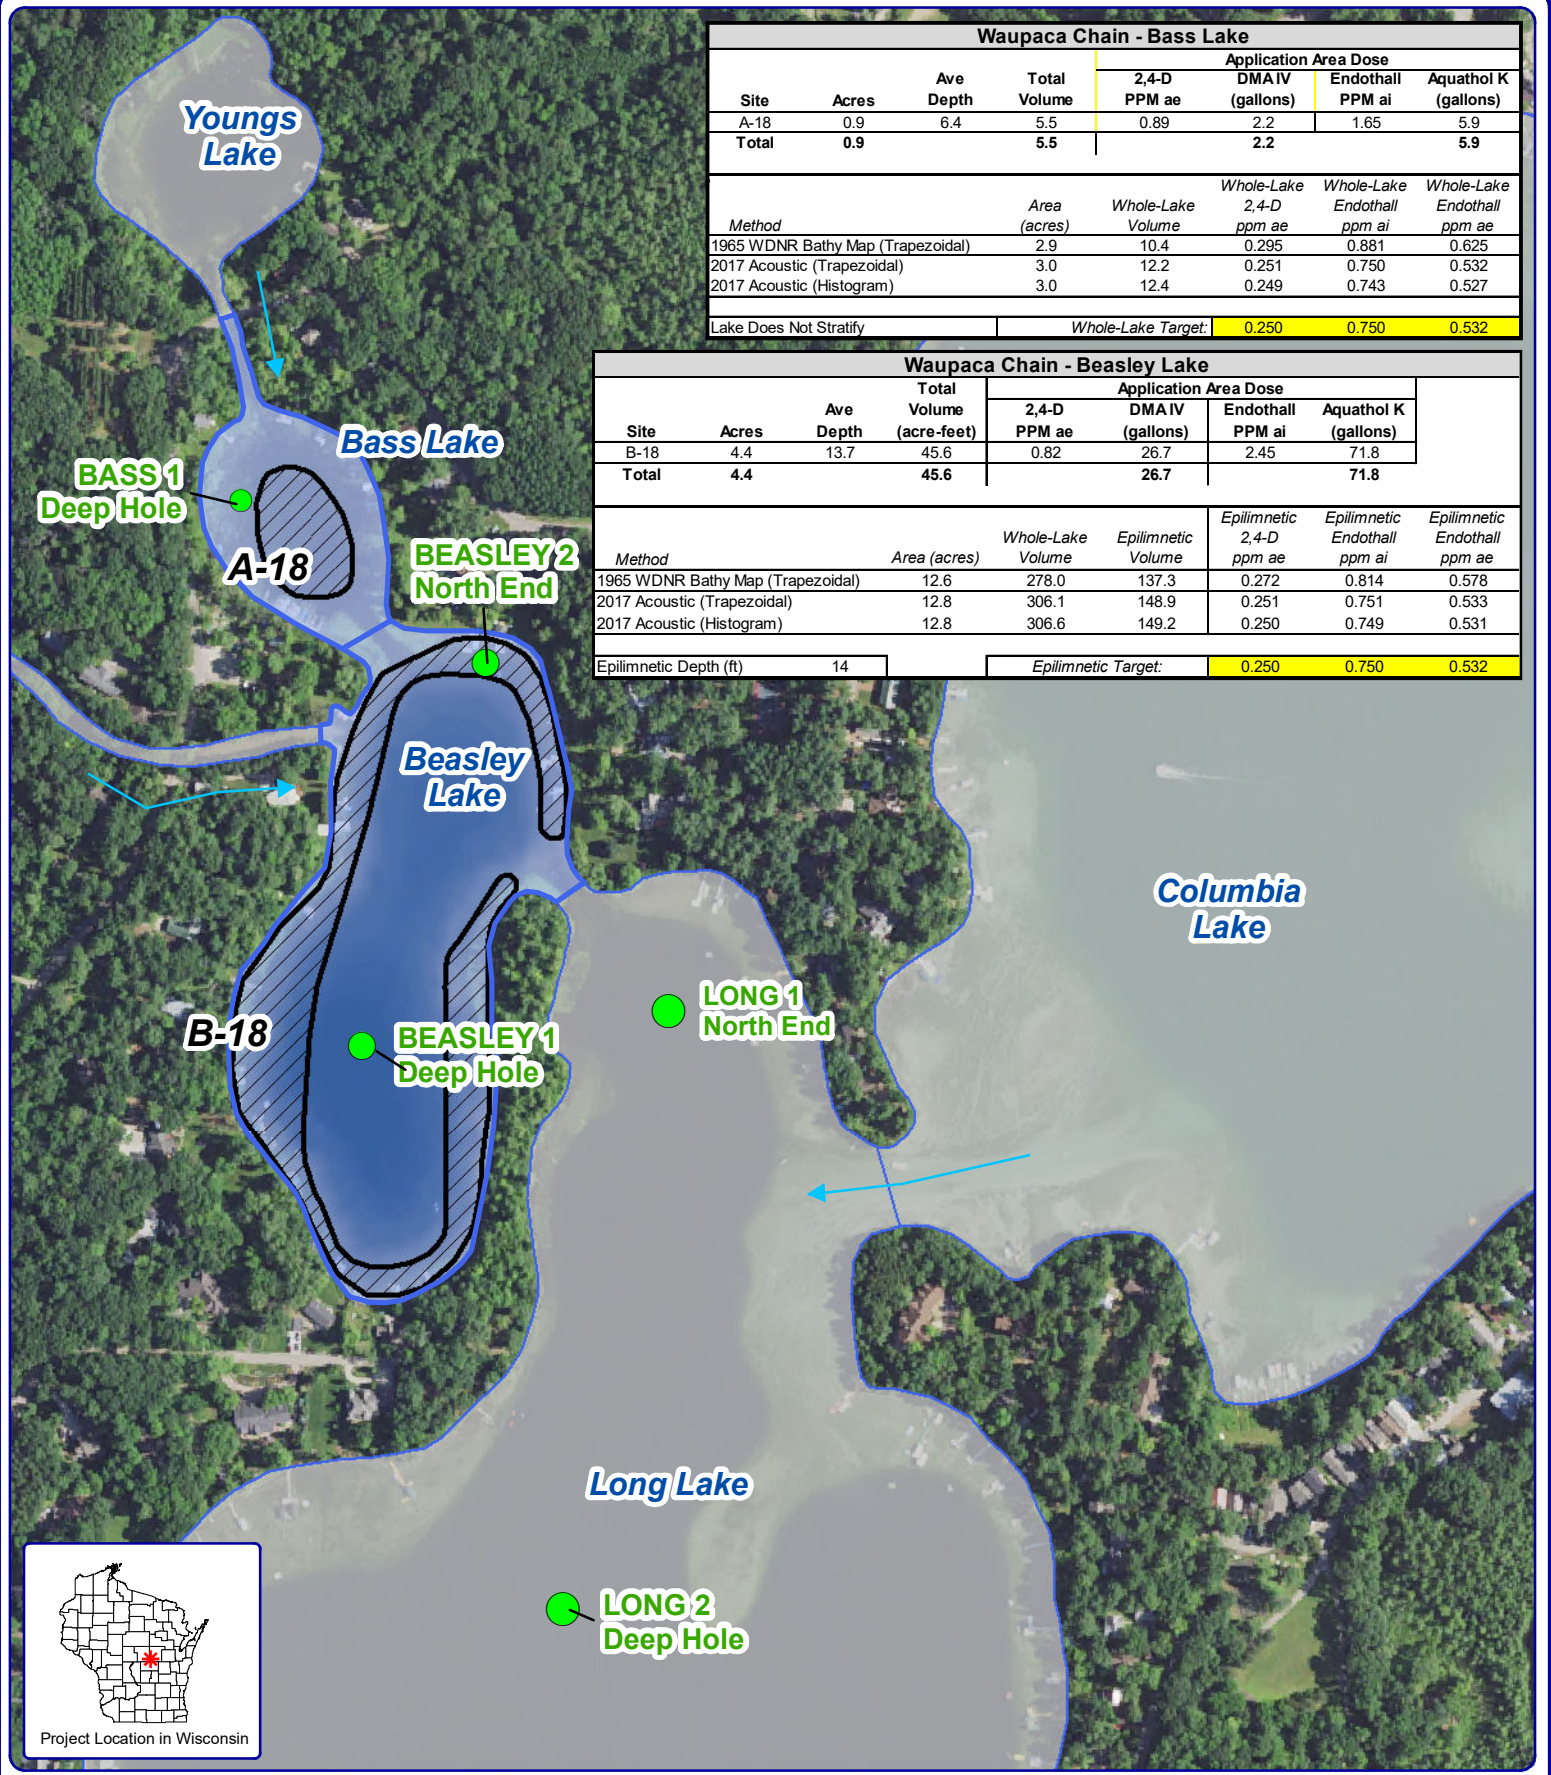 Waupaca Chain - Bass Lake
Application Area Dose
Ave Total 2,4-D DMA IV Endothall Aquathol K
Site Acres Depth Volume PPM ae (gallons) PPM ai (gallons)
A-18 0.9 6.4 5.5 0.89 2.2 1.65 5.9
Total 0.9 5.5 2.2 5.9
Whole-Lake Whole-Lake Whole-Lake
Area Whole-Lake 2,4-D Endothall Endothall
Method (acres) Volume ppm ae ppm ai ppm ae
1965 WDNR Bathy Map (Trapezoidal) 2.9 10.4 0.295 0.881 0.625
2017 Acoustic (Trapezoidal) 3.0 12.2 0.251 0.750 0.532
2017 Acoustic (Histogram) 3.0 12.4 0.249 0.743 0.527
Lake Does Not Stratify Whole-Lake Target: 0.250 0.750 0.532
Waupaca Chain - Beasley Lake
Total Application Area Dose
Ave Volume 2,4-D DMA IV Endothall Aquathol K
Site Acres Depth (acre-feet) PPM ae (gallons) PPM ai (gallons)
B-18 4.4 13.7 45.6 0.82 26.7 2.45 71.8
Total 4.4 45.6 26.7 71.8
Epilimnetic Epilimnetic Epilimnetic
Whole-Lake Epilimnetic 2,4-D Endothall Endothall
Method Area (acres) Volume Volume ppm ae ppm ai ppm ae
1965 WDNR Bathy Map (Trapezoidal) 12.6 278.0 137.3 0.272 0.814 0.578
2017 Acoustic (Trapezoidal) 12.8 306.1 148.9 0.251 0.751 0.533
2017 Acoustic (Histogram) 12.8 306.6 149.2 0.250 0.749 0.531
Epilimnetic Depth (ft) 14 Epilimnetic Target: 0.250 0.750 0.532
Youngs
Lake
Bass Lake
BASS 1
Deep Hole
A-18
BEASLEY 2
North End
Beasley
Lake
Columbia
Lake
LONG 1
North End
B-18
BEASLEY 1
Deep Hole
Long Lake
LONG 2
Deep Hole
Project Location in Wisconsin